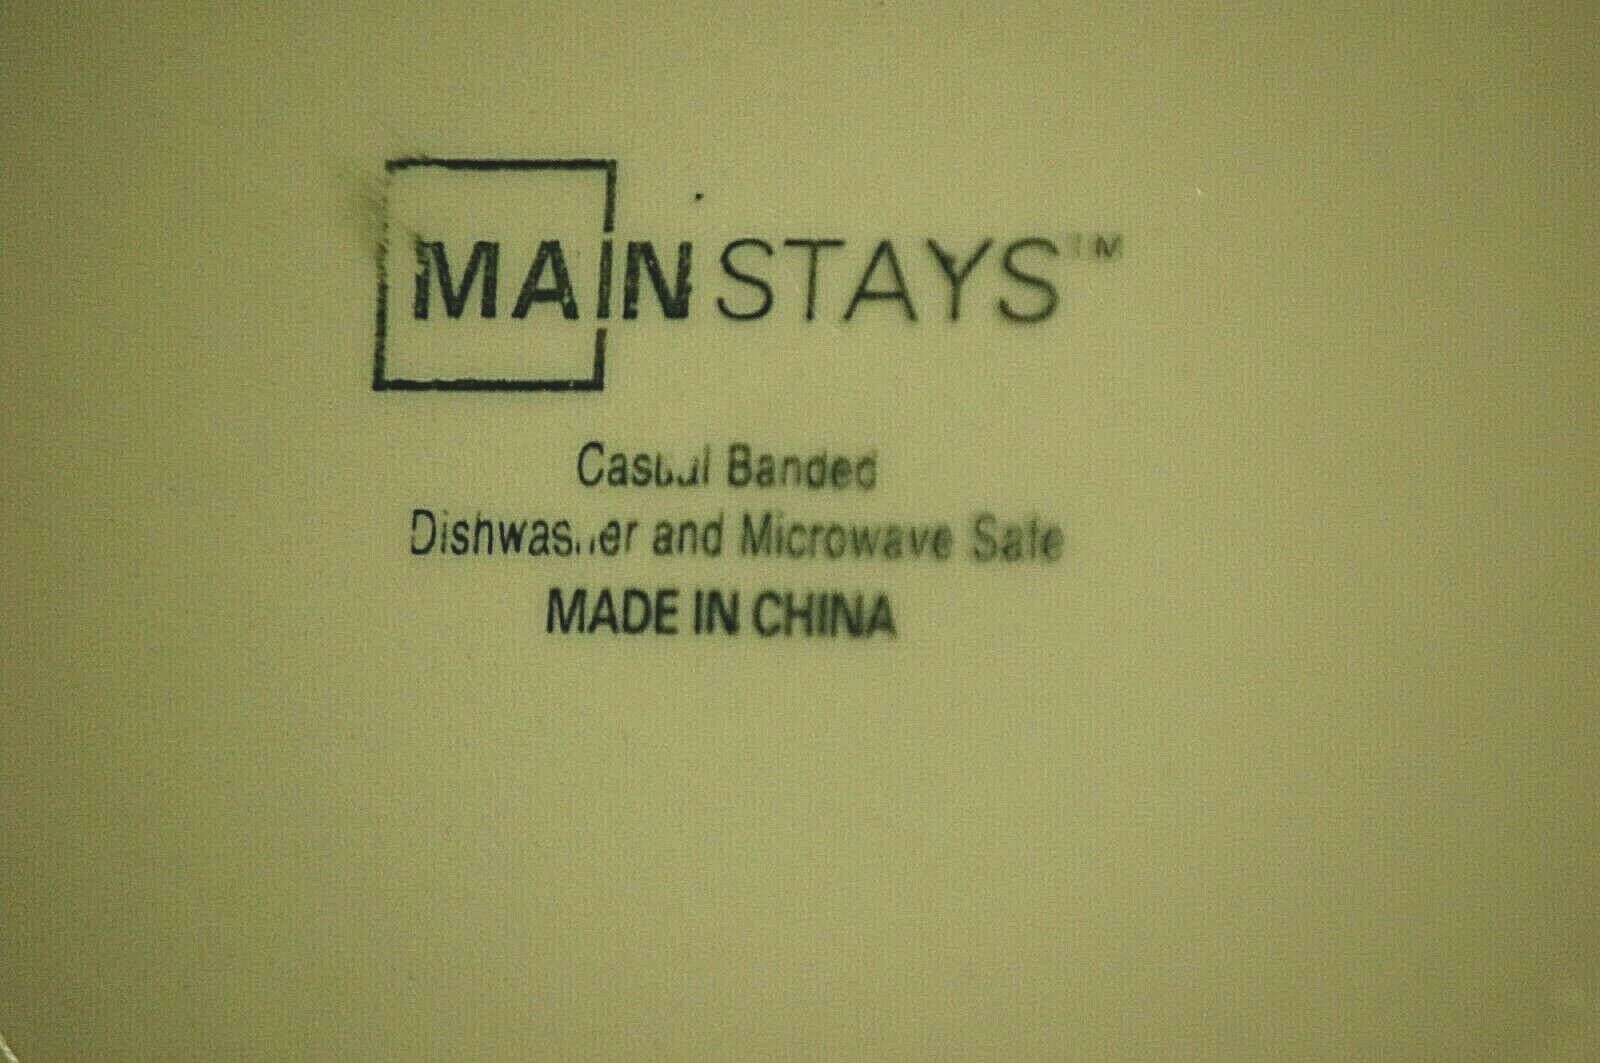 MAINSTAYS™
Casual Banded
Dishwasher and Microwave Safe
MADE IN CHINA